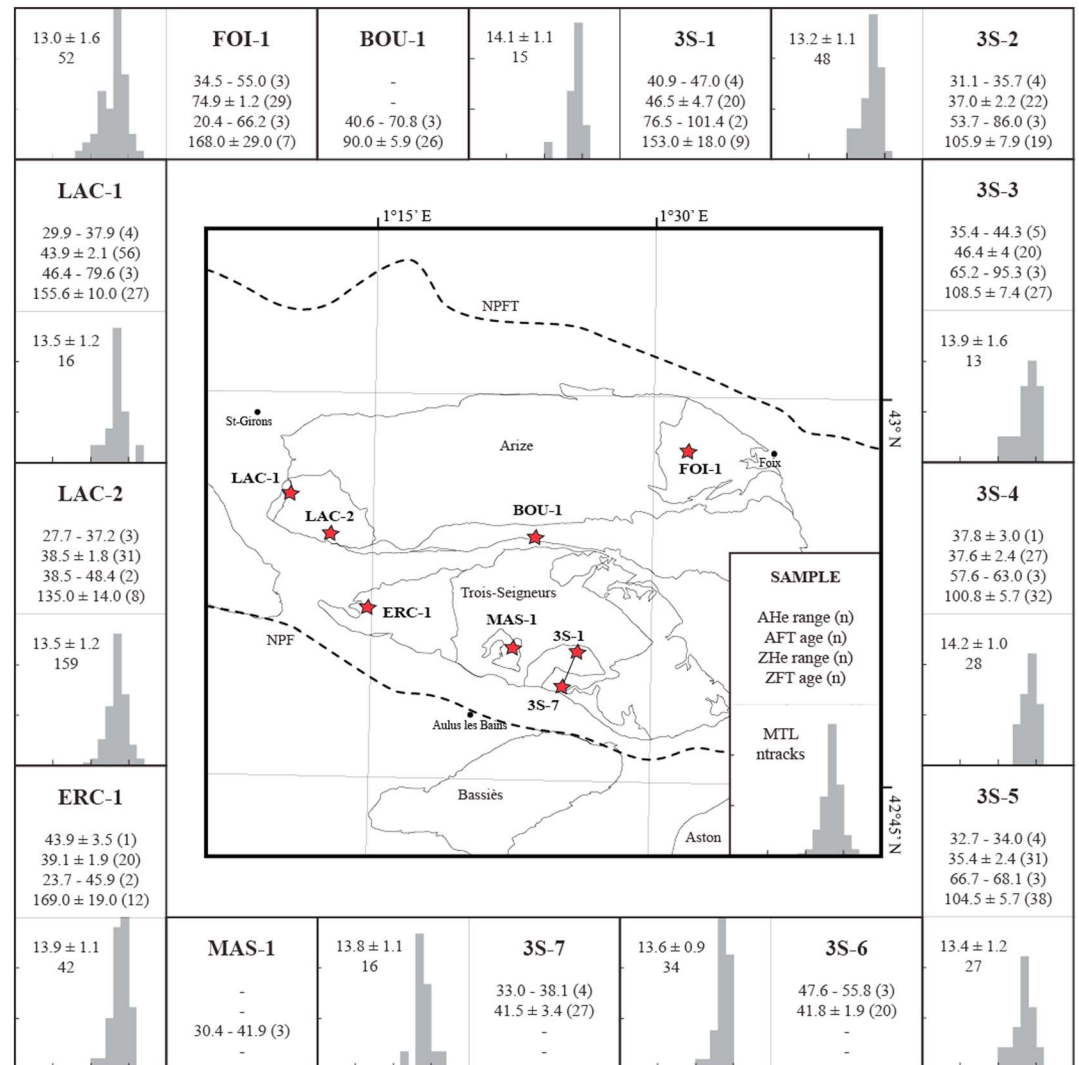 13.0 ± 1.6
52
FOI-1
34.5 - 55.0 (3)
74.9 ± 1.2 (29)
20.4 - 66.2 (3)
168.0 ± 29.0 (7)
BOU-1
-
-
40.6 - 70.8 (3)
90.0 ± 5.9 (26)
14.1 ± 1.1
15
3S-1
40.9 - 47.0 (4)
46.5 ± 4.7 (20)
76.5 - 101.4 (2)
153.0 ± 18.0 (9)
13.2 ± 1.1
48
3S-2
31.1 - 35.7 (4)
37.0 ± 2.2 (22)
53.7 - 86.0 (3)
105.9 ± 7.9 (19)
LAC-1
29.9 - 37.9 (4)
43.9 ± 2.1 (56)
46.4 - 79.6 (3)
155.6 ± 10.0 (27)
13.5 ± 1.2
16
LAC-2
27.7 - 37.2 (3)
38.5 ± 1.8 (31)
38.5 - 48.4 (2)
135.0 ± 14.0 (8)
13.5 ± 1.2
159
ERC-1
43.9 ± 3.5 (1)
39.1 ± 1.9 (20)
23.7 - 45.9 (2)
169.0 ± 19.0 (12)
13.9 ± 1.1
42
1°15' E
1°30' E
NPFT
43° N
St-Girons
Arize
Foix
FOI-1
LAC-1
LAC-2
BOU-1
Trois-Seigneurs
ERC-1
MAS-1
3S-1
NPF
3S-7
Aulus les Bains
Bassiès
Aston
42°45' N
SAMPLE
AHe range (n)
AFT age (n)
ZHe range (n)
ZFT age (n)
MTL
ntracks
3S-3
35.4 - 44.3 (5)
46.4 ± 4 (20)
65.2 - 95.3 (3)
108.5 ± 7.4 (27)
13.9 ± 1.6
13
3S-4
37.8 ± 3.0 (1)
37.6 ± 2.4 (27)
57.6 - 63.0 (3)
100.8 ± 5.7 (32)
14.2 ± 1.0
28
3S-5
32.7 - 34.0 (4)
35.4 ± 2.4 (31)
66.7 - 68.1 (3)
104.5 ± 5.7 (38)
13.4 ± 1.2
27
MAS-1
-
-
30.4 - 41.9 (3)
-
13.8 ± 1.1
16
3S-7
33.0 - 38.1 (4)
41.5 ± 3.4 (27)
-
-
13.6 ± 0.9
34
3S-6
47.6 - 55.8 (3)
41.8 ± 1.9 (20)
-
-